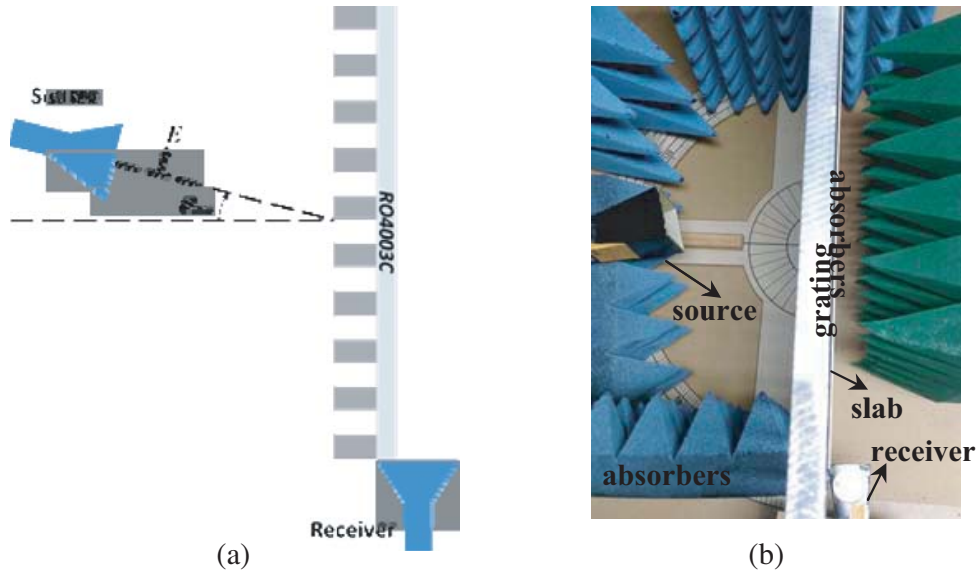 E
RO4003C
Receiver
(a)
absorbers
grating
source
slab
receiver
absorbers
(b)